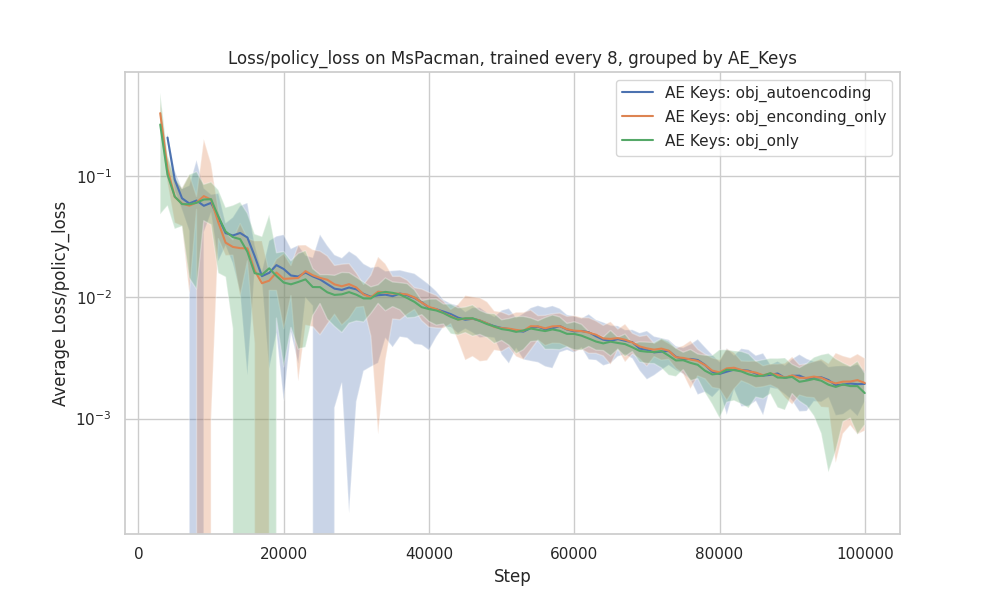 Loss/policy_loss on MsPacman, trained every 8, grouped by AE_Keys
AE Keys: obj_autoencoding
AE Keys: obj_enconding_only
AE Keys: obj_only
Average Loss/policy_loss
10⁻¹
10⁻²
10⁻³
0 20000 40000 60000 80000 100000
Step